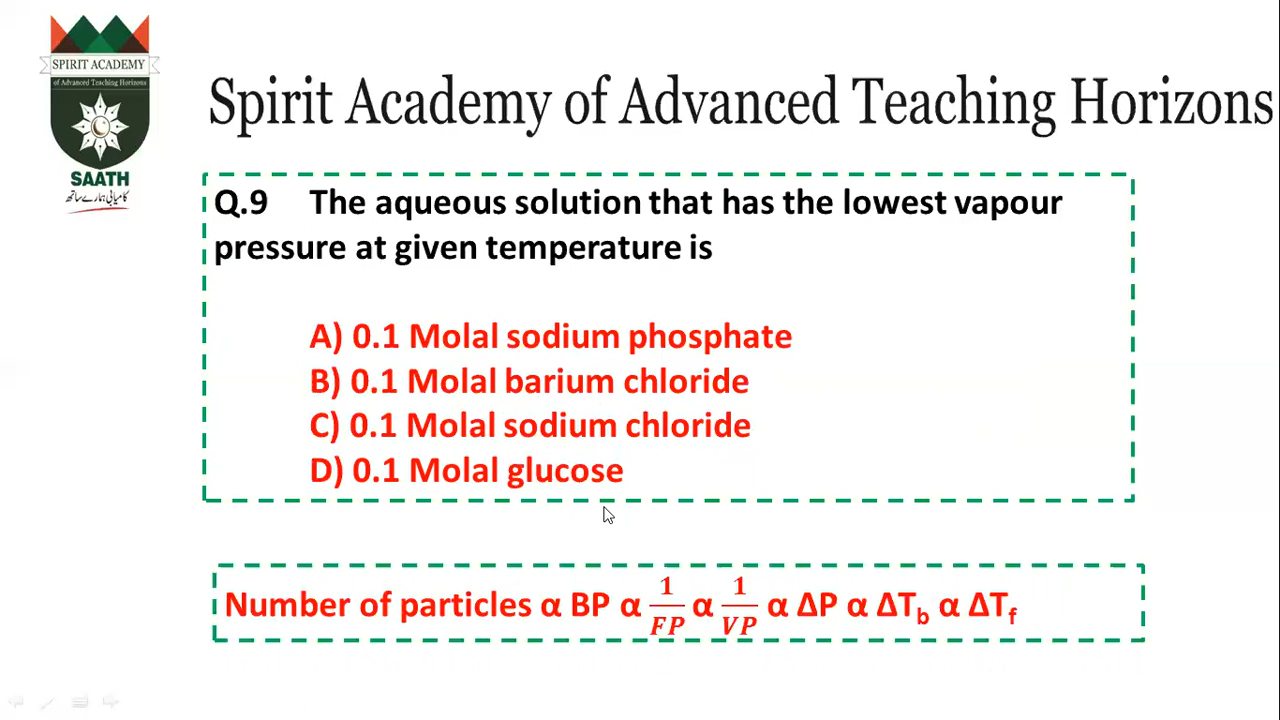 SPIRIT ACADEMY
of Advanced Teaching Horizons
SAATH
کامیابی ہمارے ساتھ
Spirit Academy of Advanced Teaching Horizons
Q.9 The aqueous solution that has the lowest vapour
pressure at given temperature is
A) 0.1 Molal sodium phosphate
B) 0.1 Molal barium chloride
C) 0.1 Molal sodium chloride
D) 0.1 Molal glucose
Number of particles α BP α 1/FP α 1/VP α ΔP α ΔTb α ΔTf